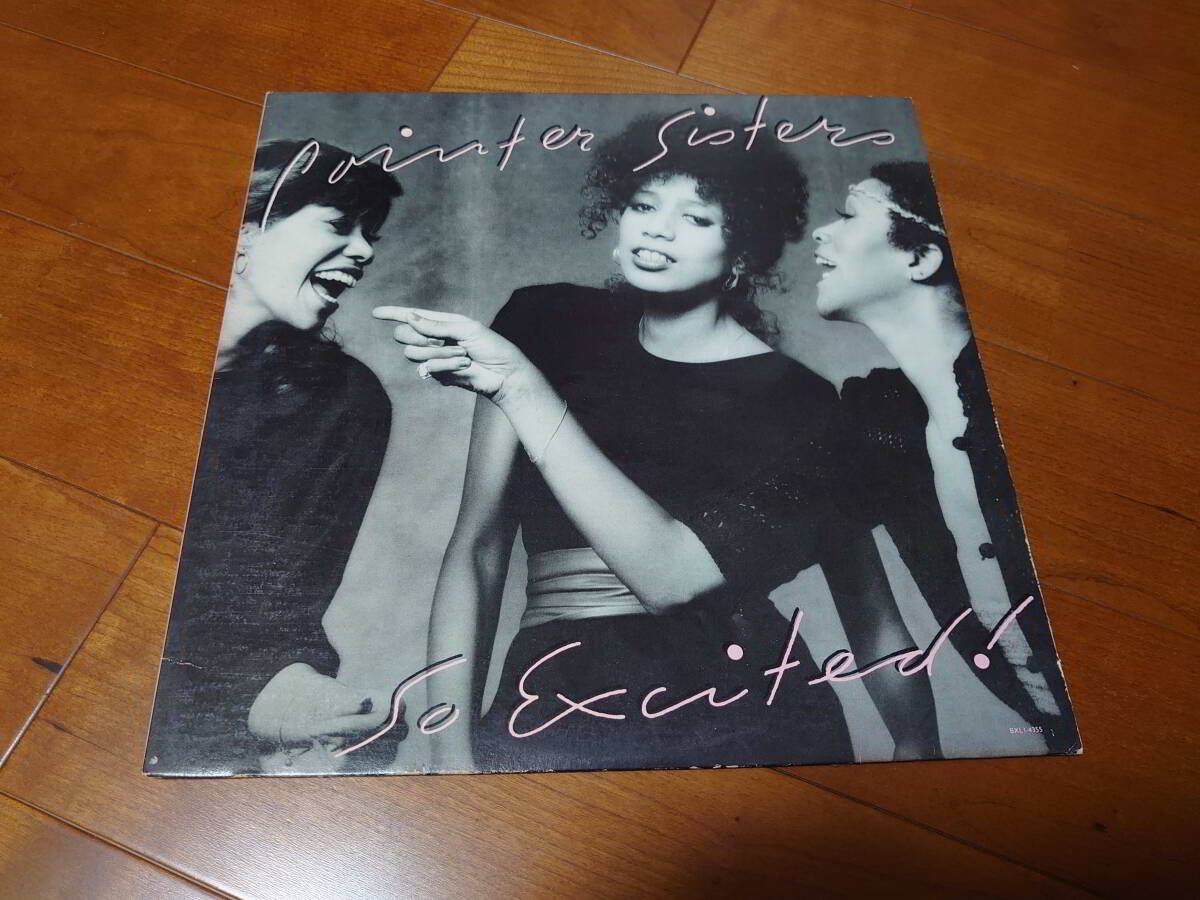 Pointer Sisters
So Excited!
BXL1-4355